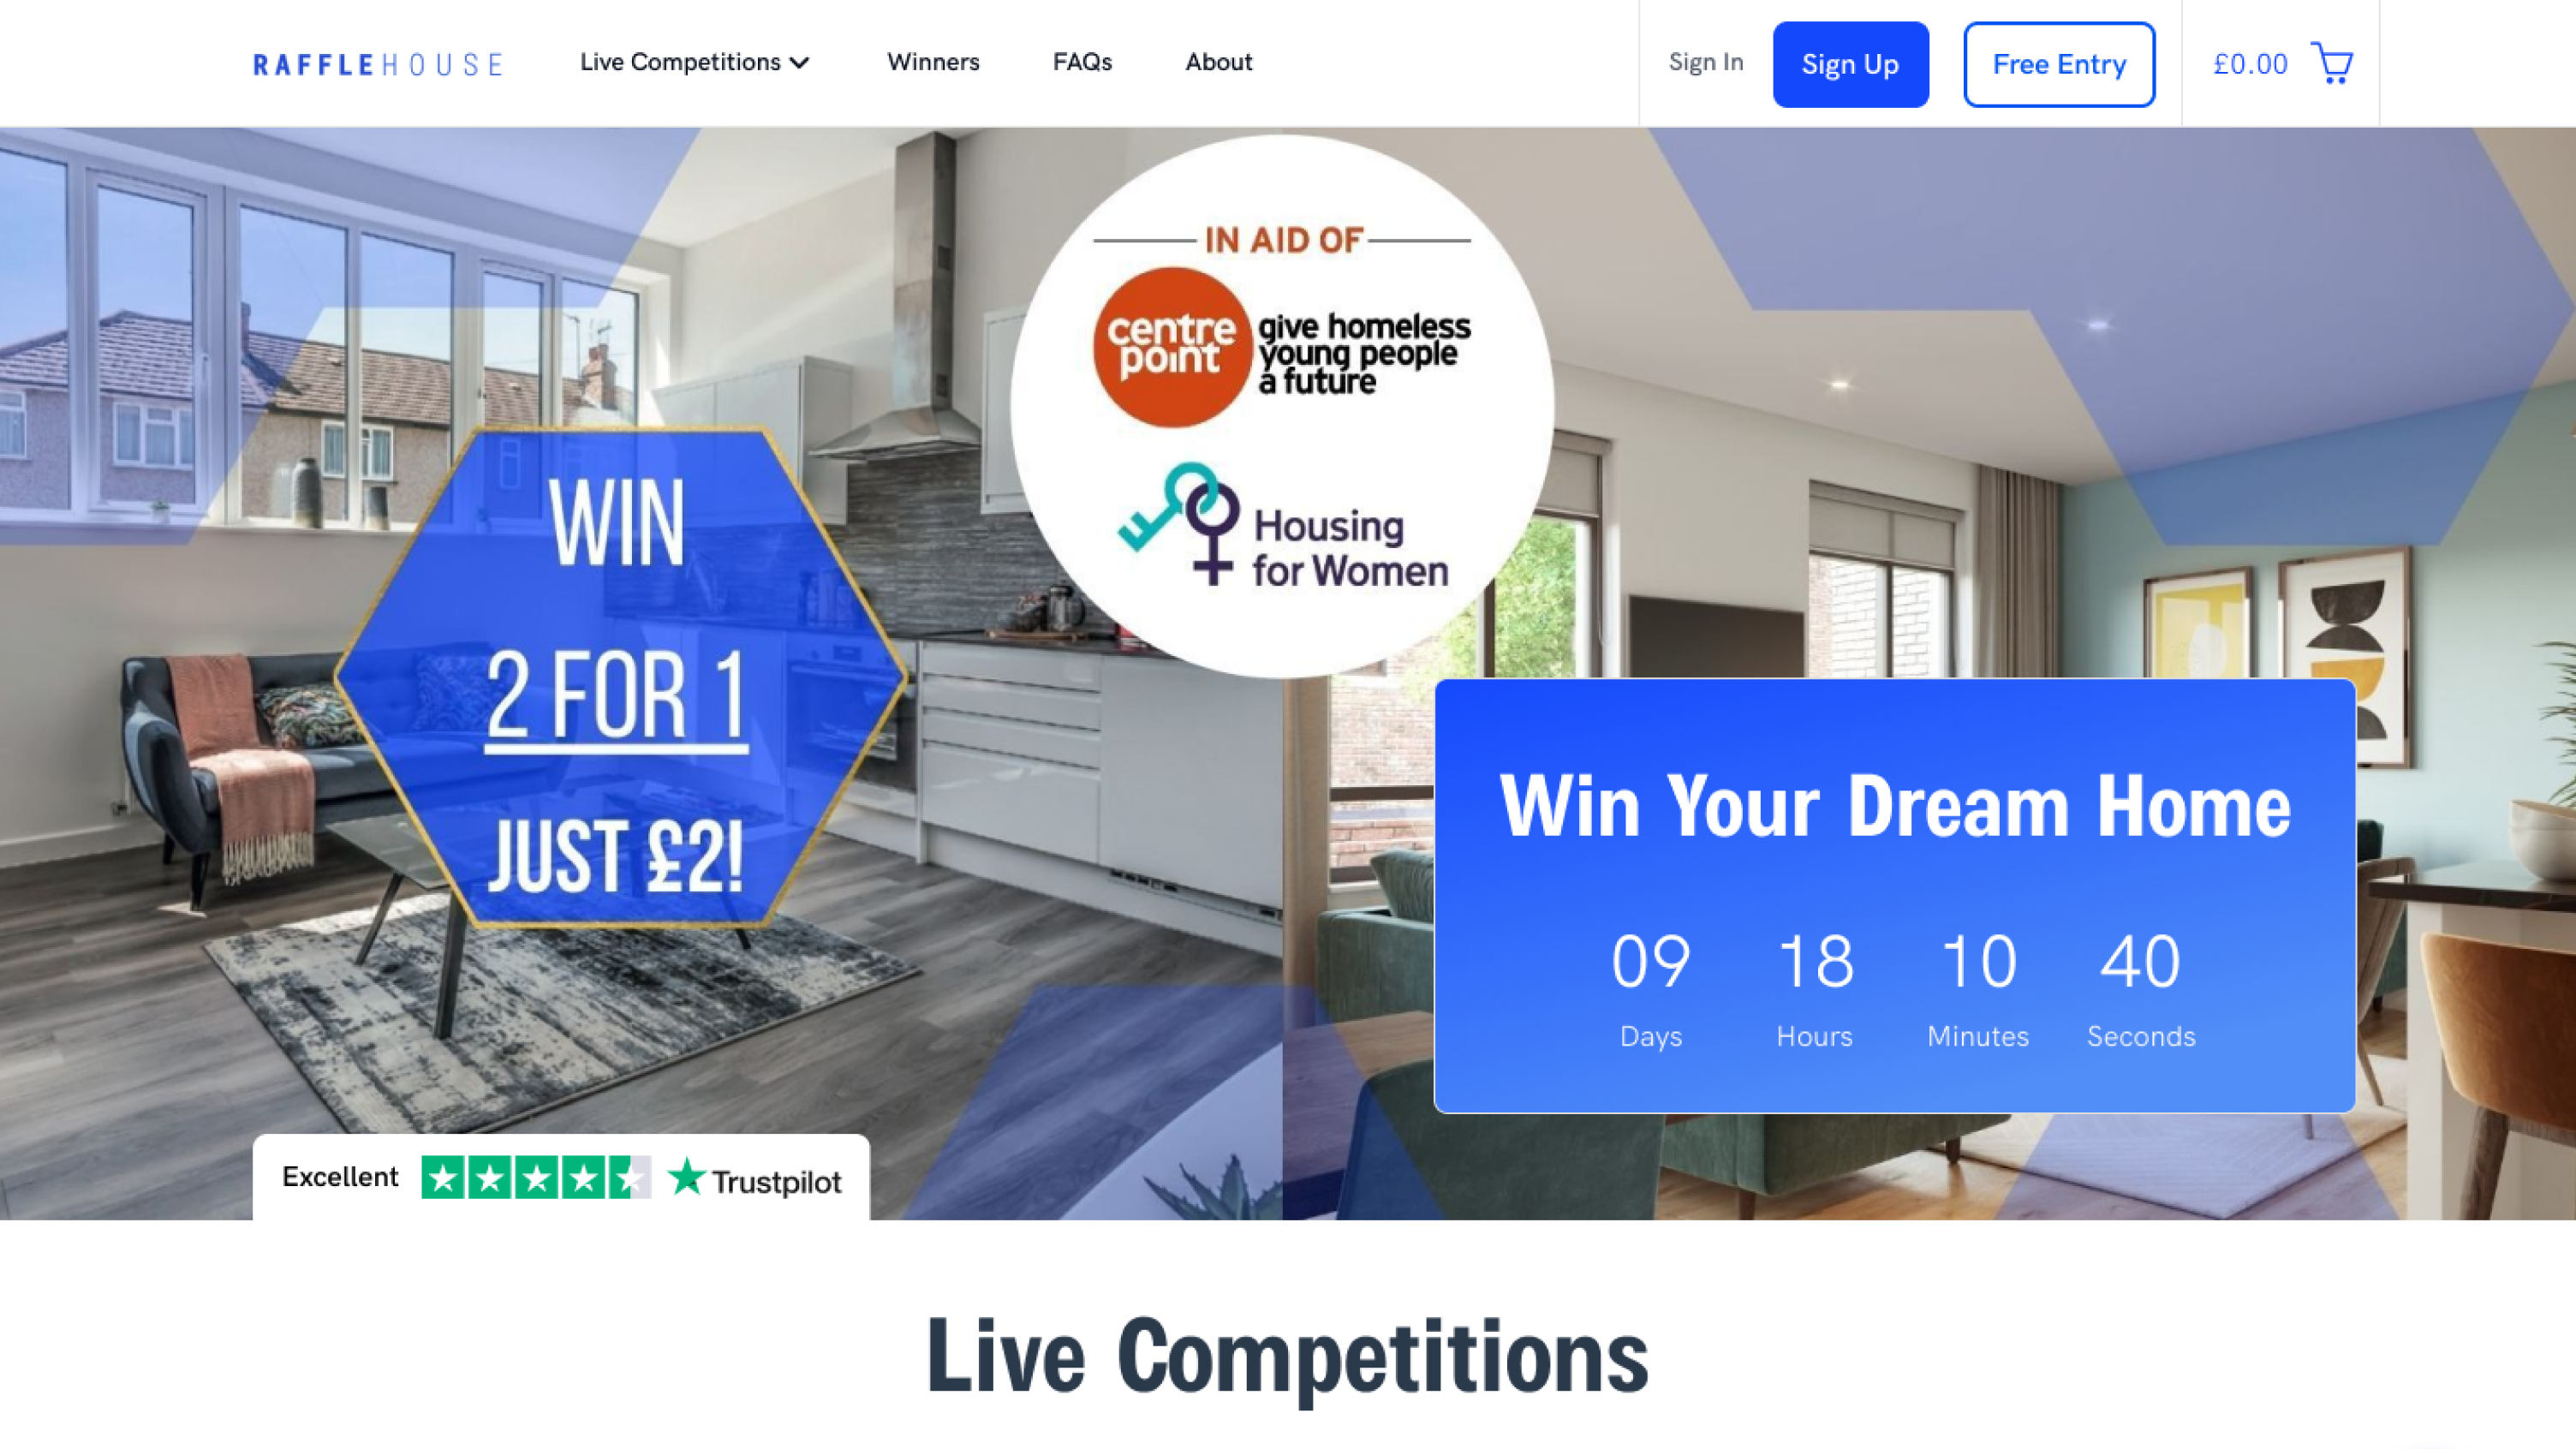 RAFFLEHOUSE
Live Competitions
Winners
FAQs
About
Sign In
Sign Up
Free Entry
£0.00
IN AID OF
centre
point
give homeless
young people
a future
Housing
for Women
WIN
2 FOR 1
JUST £2!
Win Your Dream Home
09 18 10 40
Days Hours Minutes Seconds
Excellent
Trustpilot
Live Competitions